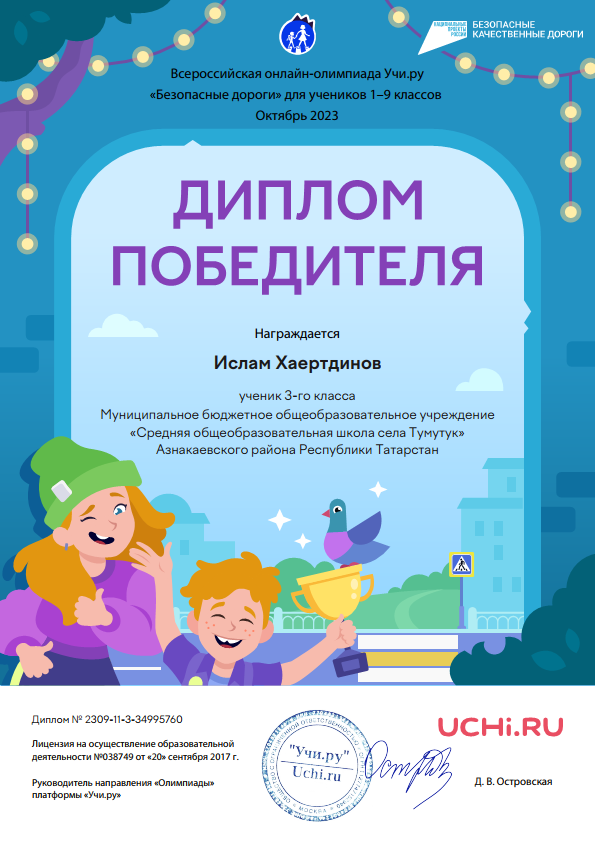 НАЦИОНАЛЬНЫЕ
ПРОЕКТЫ
РОССИИ
БЕЗОПАСНЫЕ
КАЧЕСТВЕННЫЕ ДОРОГИ
Всероссийская онлайн-олимпиада Учи.ру
«Безопасные дороги» для учеников 1–9 классов
Октябрь 2023
ДИПЛОМ
ПОБЕДИТЕЛЯ
Награждается
Ислам Хаертдинов
ученик 3-го класса
Муниципальное бюджетное общеобразовательное учреждение
«Средняя общеобразовательная школа села Тумутук»
Азнакаевского района Республики Татарстан
Диплом № 2309-11-3-34995760
Лицензия на осуществление образовательной
деятельности №038749 от «20» сентября 2017 г.
Руководитель направления «Олимпиады»
платформы «Учи.ру»
"Учи.ру"
Uchi.ru
МОСКВА
UCHi.RU
Д. В. Островская